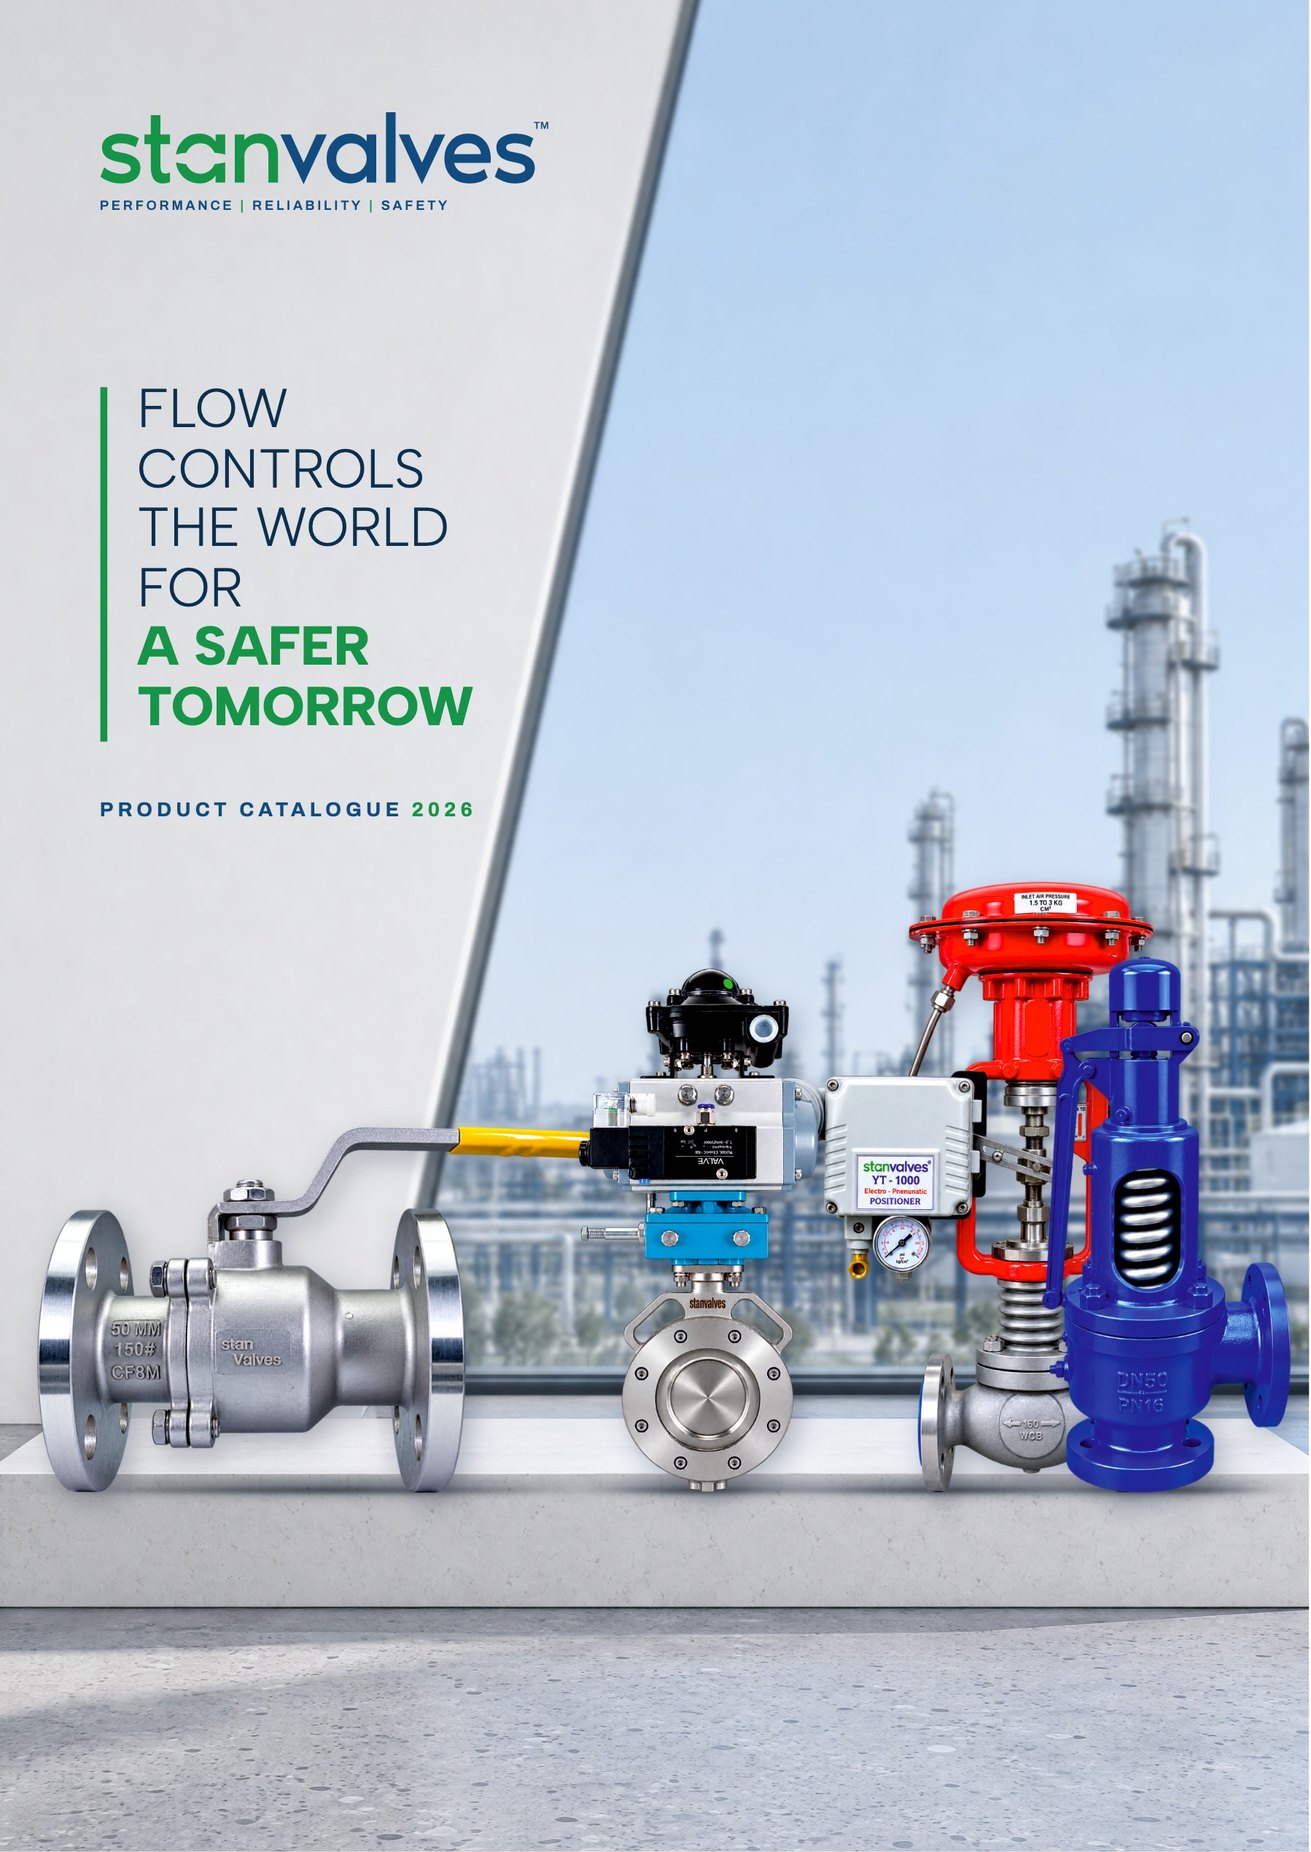 stanvalves™
PERFORMANCE | RELIABILITY | SAFETY
FLOW
CONTROLS
THE WORLD
FOR
A SAFER
TOMORROW
PRODUCT CATALOGUE 2026
INLET AIR PRESSURE
1.5 TO 3 KG
CM²
VALVE
stanvalves®
YT - 1000
Electro - Pnenunatic
POSITIONER
stanvalves
50 MM
150#
CF8M
stan
Valves
DN50
PN16
160
WCB